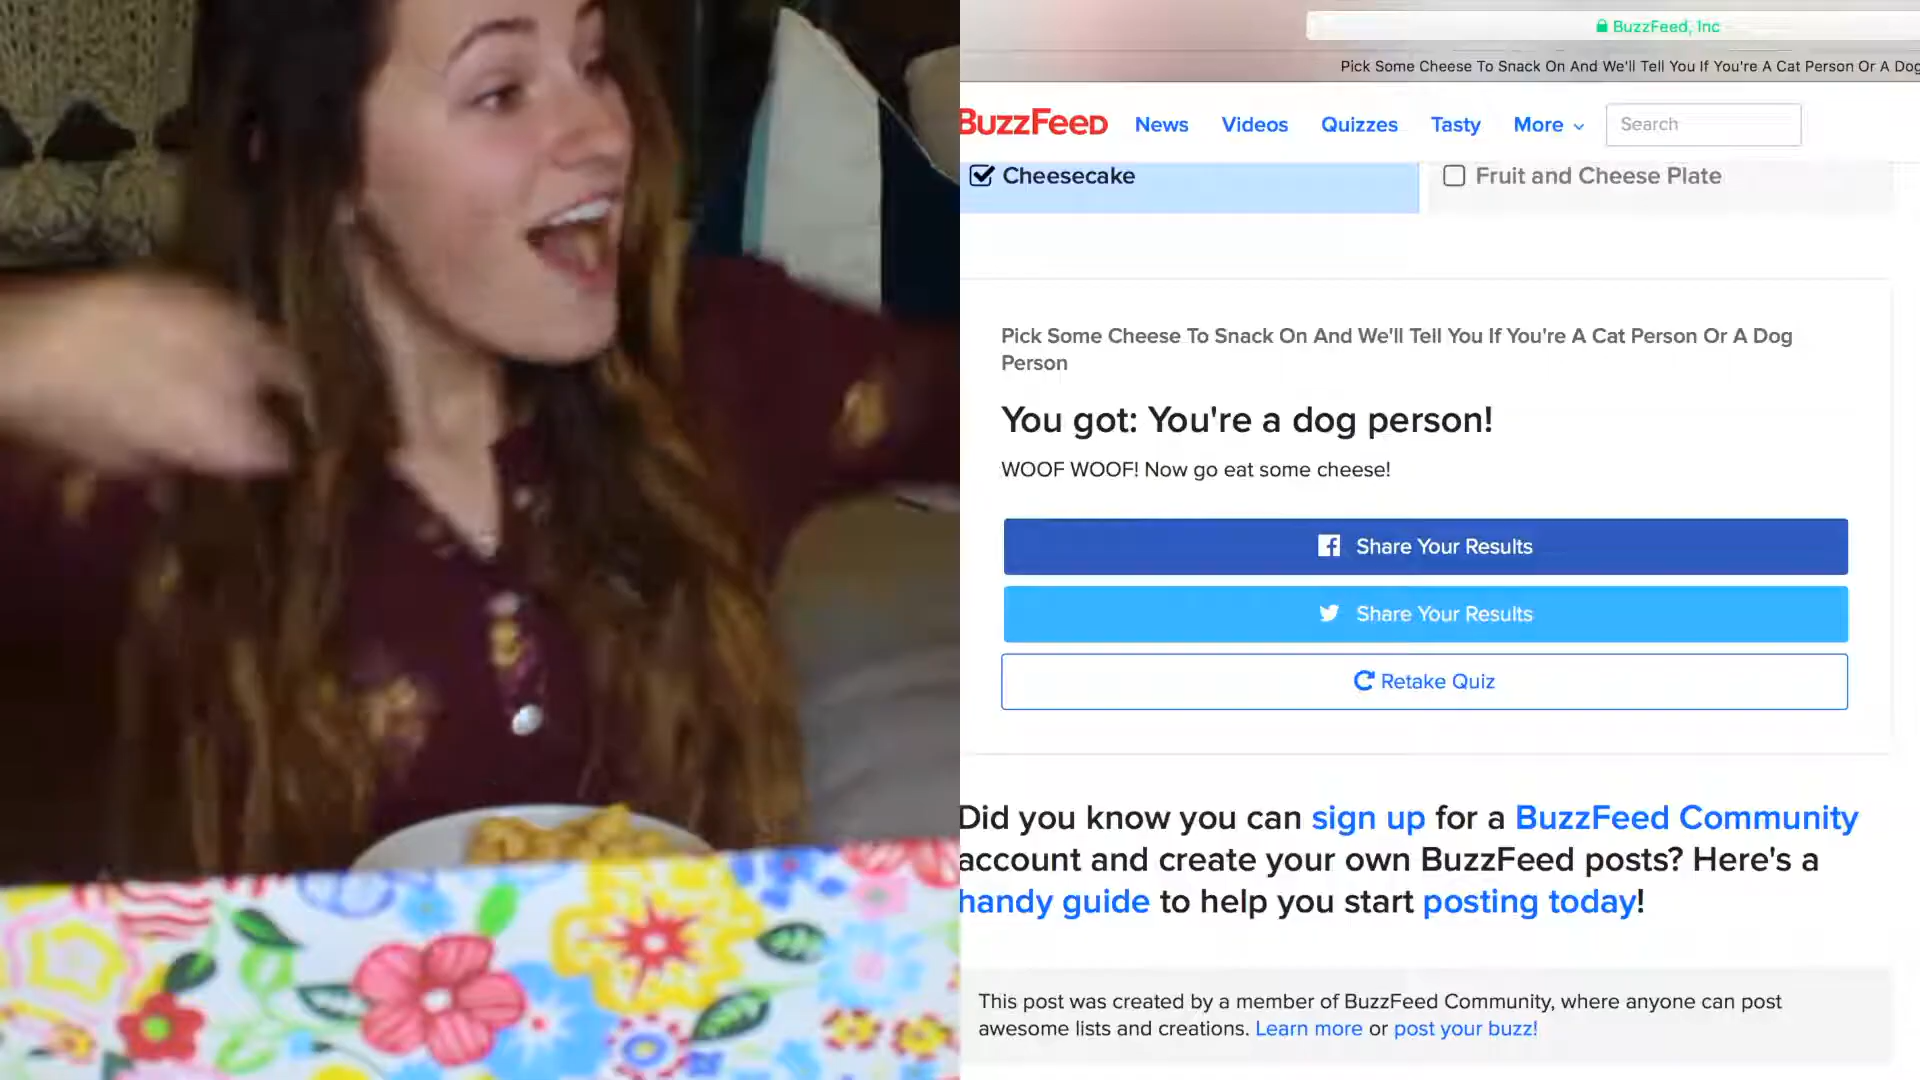 BuzzFeed, Inc
Pick Some Cheese To Snack On And We'll Tell You If You're A Cat Person Or A Dog
BuzzFeed News Videos Quizzes Tasty More Search
Cheesecake Fruit and Cheese Plate
Pick Some Cheese To Snack On And We'll Tell You If You're A Cat Person Or A Dog
Person
You got: You're a dog person!
WOOF WOOF! Now go eat some cheese!
Share Your Results
Share Your Results
Retake Quiz
Did you know you can sign up for a BuzzFeed Community
account and create your own BuzzFeed posts? Here's a
handy guide to help you start posting today!
This post was created by a member of BuzzFeed Community, where anyone can post
awesome lists and creations. Learn more or post your buzz!